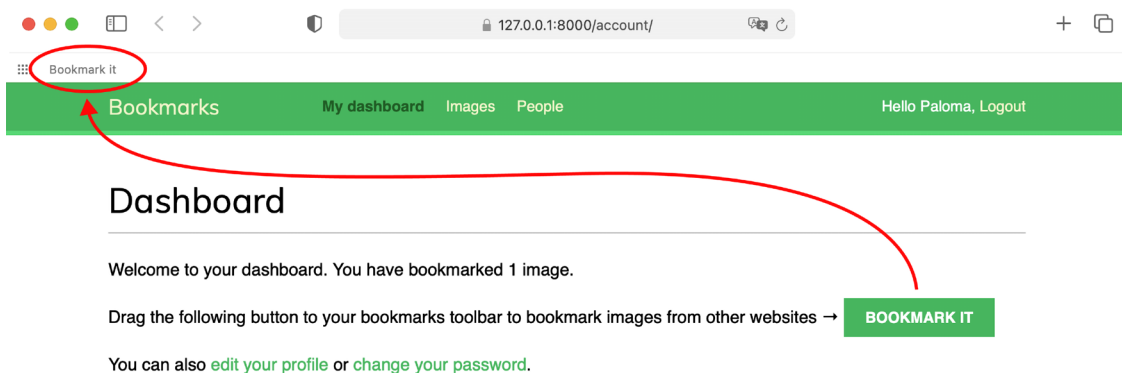 127.0.0.1:8000/account/
Bookmark it
Bookmarks My dashboard Images People Hello Paloma, Logout
Dashboard
Welcome to your dashboard. You have bookmarked 1 image.
Drag the following button to your bookmarks toolbar to bookmark images from other websites → BOOKMARK IT
You can also edit your profile or change your password.